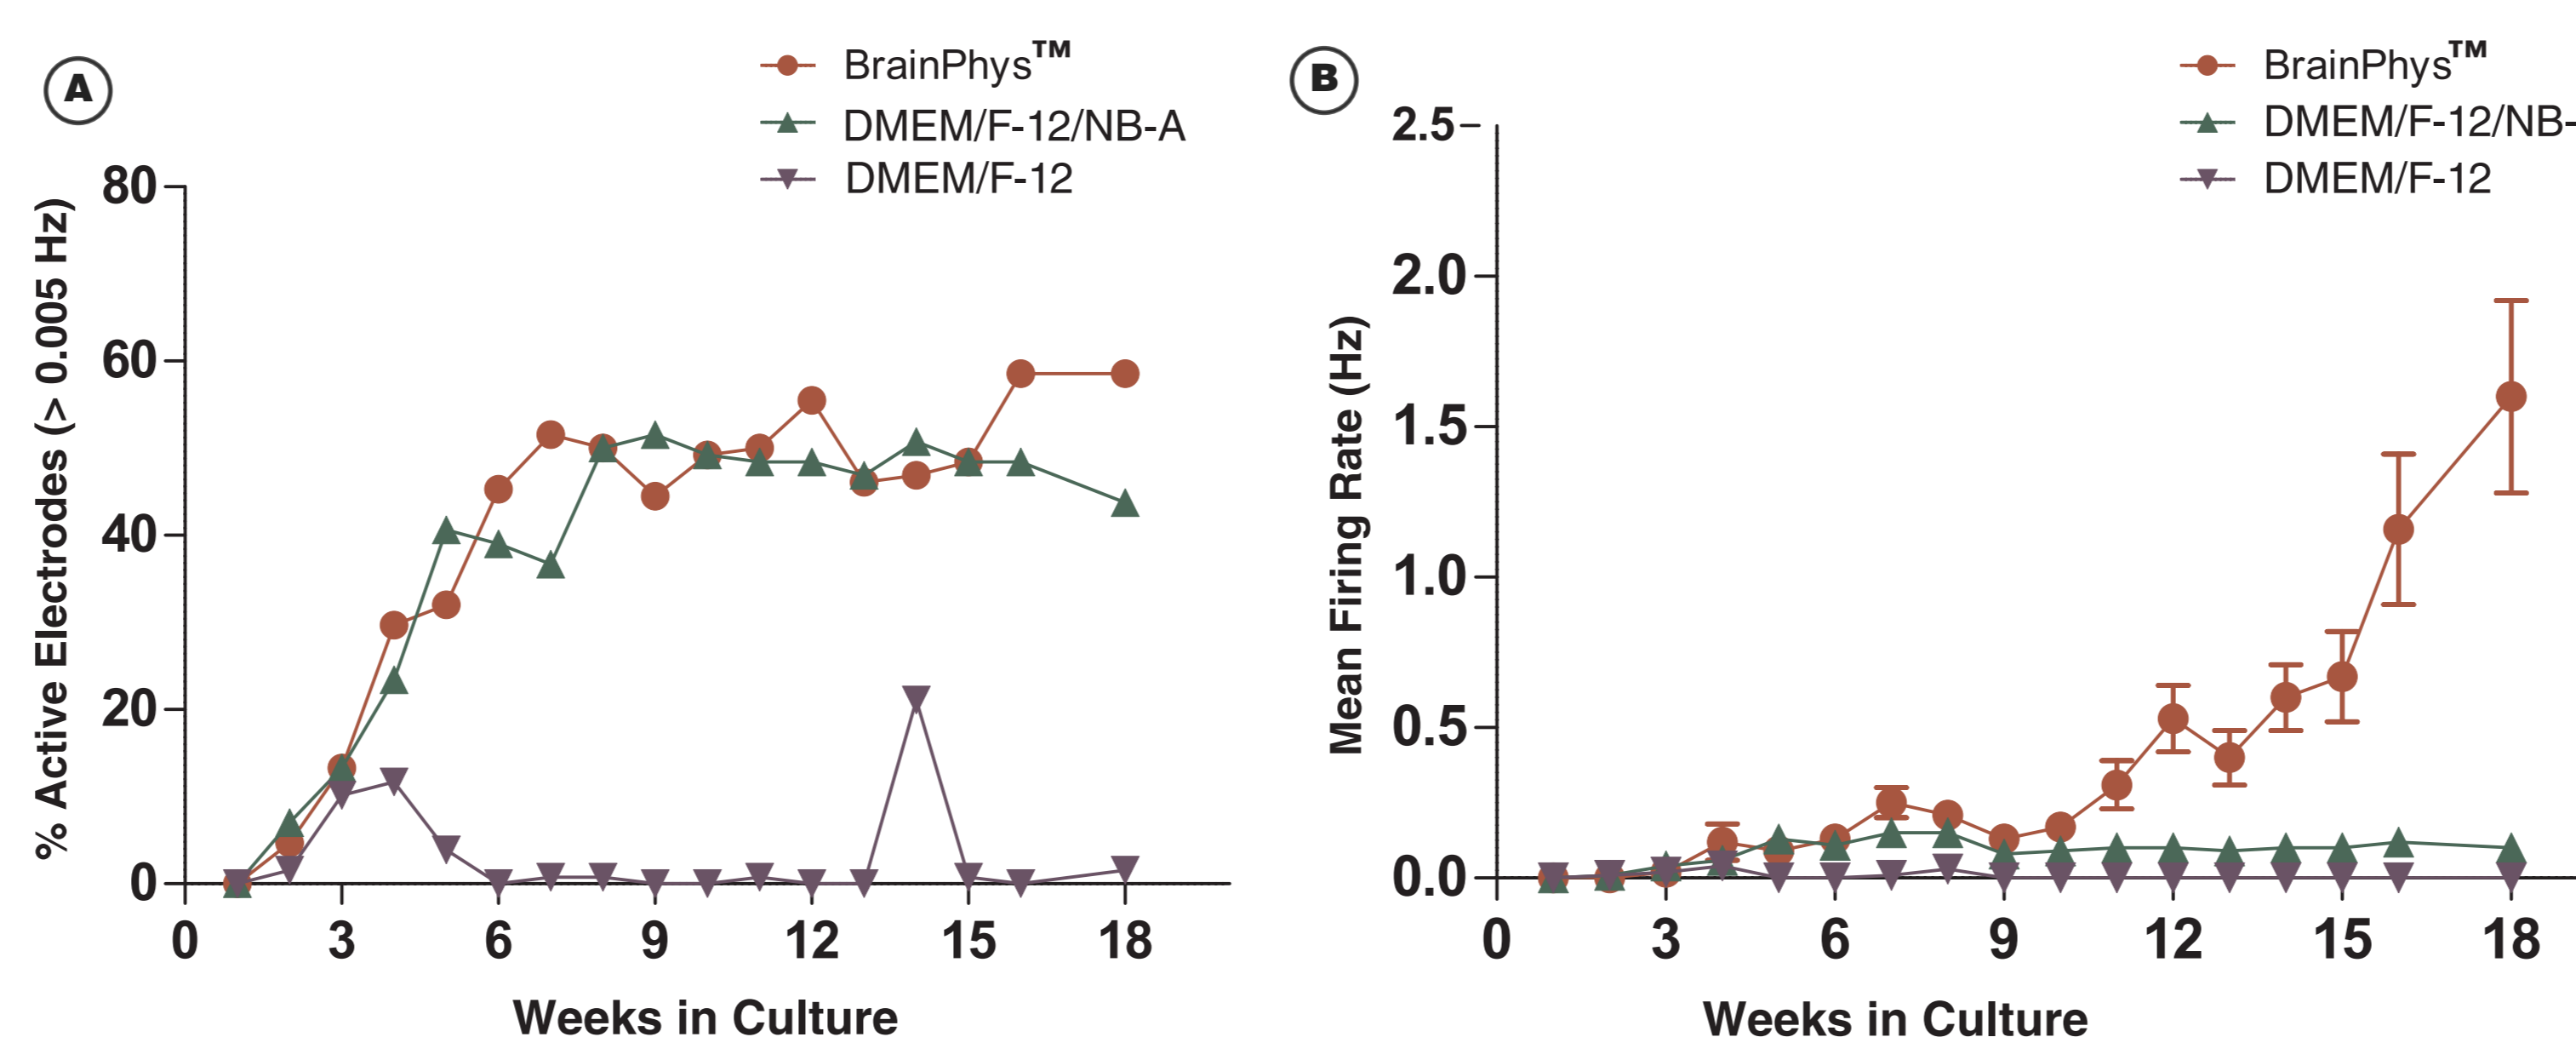 A
BrainPhys™
DMEM/F-12/NB-A
DMEM/F-12
% Active Electrodes (> 0.005 Hz)
80
60
40
20
0
0 3 6 9 12 15 18
Weeks in Culture
B
BrainPhys™
DMEM/F-12/NB-
DMEM/F-12
Mean Firing Rate (Hz)
2.5
2.0
1.5
1.0
0.5
0.0
0 3 6 9 12 15 18
Weeks in Culture